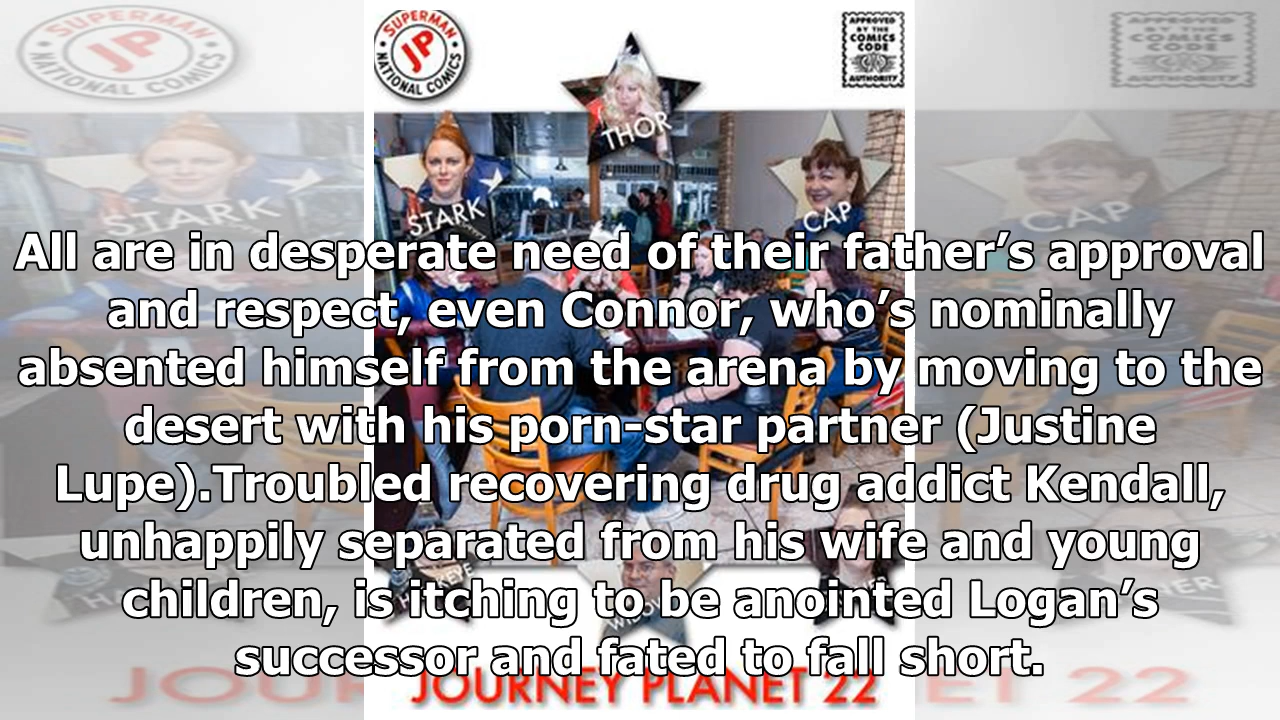 SUPERMAN
JP
NATIONAL COMICS
APPROVED
BY THE
COMICS
CODE
AUTHORITY
THOR
STARK
CAP
All are in desperate need of their father’s approval
and respect, even Connor, who’s nominally
absented himself from the arena by moving to the
desert with his porn-star partner (Justine
Lupe).Troubled recovering drug addict Kendall,
unhappily separated from his wife and young
children, is itching to be anointed Logan’s
successor and fated to fall short.
JOURNEY PLANET 22